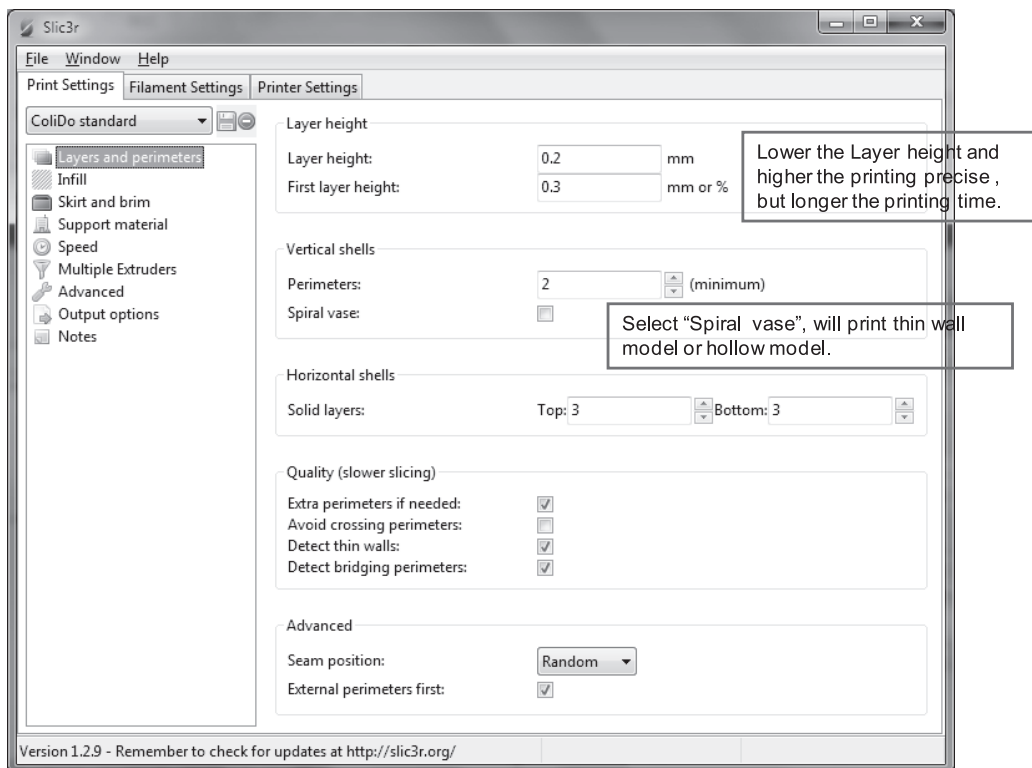 Slic3r
File Window Help
Print Settings Filament Settings Printer Settings
ColiDo standard
Layers and perimeters
Infill
Skirt and brim
Support material
Speed
Multiple Extruders
Advanced
Output options
Notes
Layer height
Layer height: 0.2 mm
First layer height: 0.3 mm or %
Lower the Layer height and
higher the printing precise ,
but longer the printing time.
Vertical shells
Perimeters: 2 (minimum)
Spiral vase:
Select “Spiral vase”, will print thin wall
model or hollow model.
Horizontal shells
Solid layers: Top: 3 Bottom: 3
Quality (slower slicing)
Extra perimeters if needed:
Avoid crossing perimeters:
Detect thin walls:
Detect bridging perimeters:
Advanced
Seam position: Random
External perimeters first:
Version 1.2.9 - Remember to check for updates at http://slic3r.org/